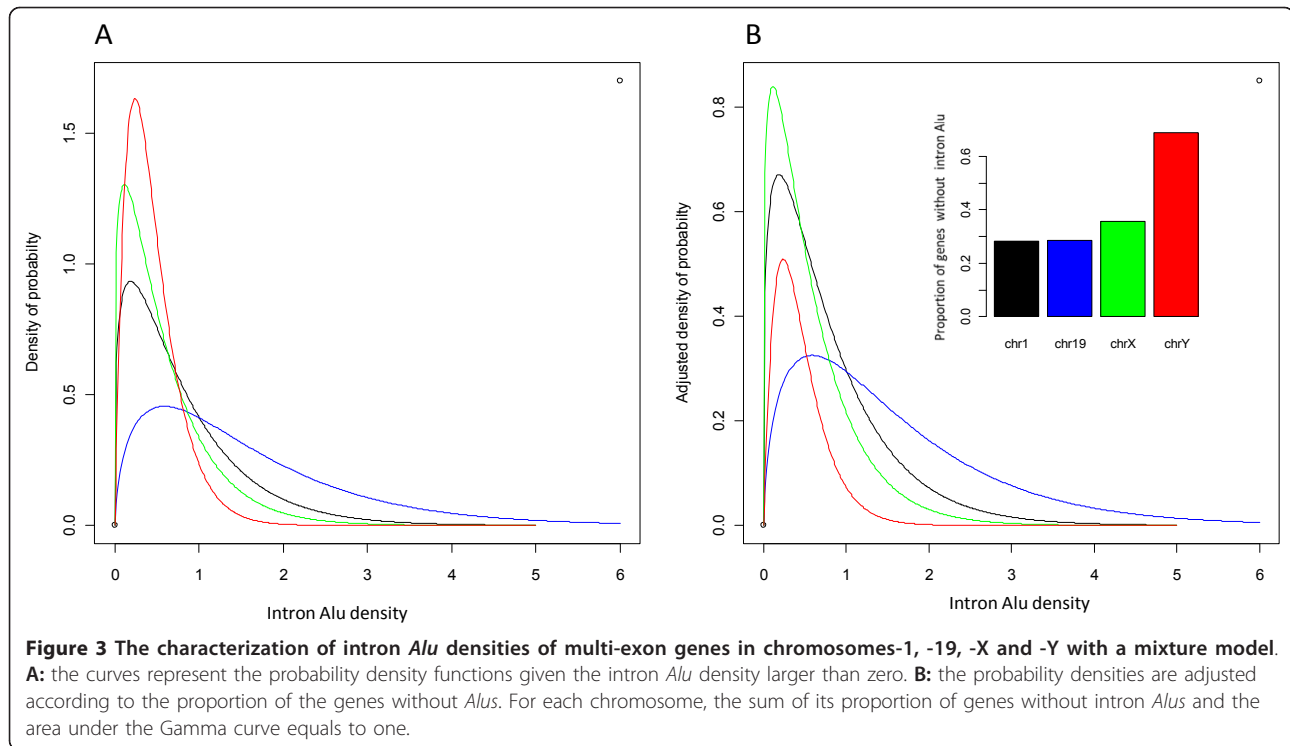 A
B
Density of probabilty
0.0
0.5
1.0
1.5
0
1
2
3
4
5
6
Intron Alu density
Adjusted density of probabilty
0.0
0.2
0.4
0.6
0.8
0
1
2
3
4
5
6
Intron Alu density
Proportion of genes without intron Alu
0.0
0.2
0.4
0.6
chr1
chr19
chrX
chrY
Figure 3 The characterization of intron Alu densities of multi-exon genes in chromosomes-1, -19, -X and -Y with a mixture model.
A: the curves represent the probability density functions given the intron Alu density larger than zero. B: the probability densities are adjusted
according to the proportion of the genes without Alus. For each chromosome, the sum of its proportion of genes without intron Alus and the
area under the Gamma curve equals to one.